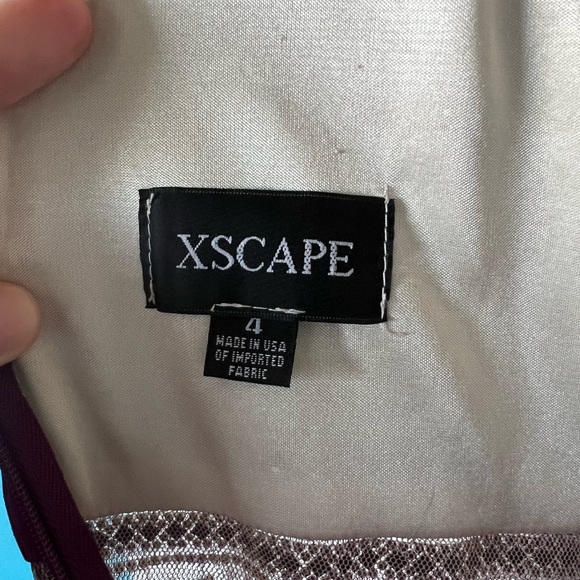 XSCAPE
4
MADE IN USA
OF IMPORTED
FABRIC